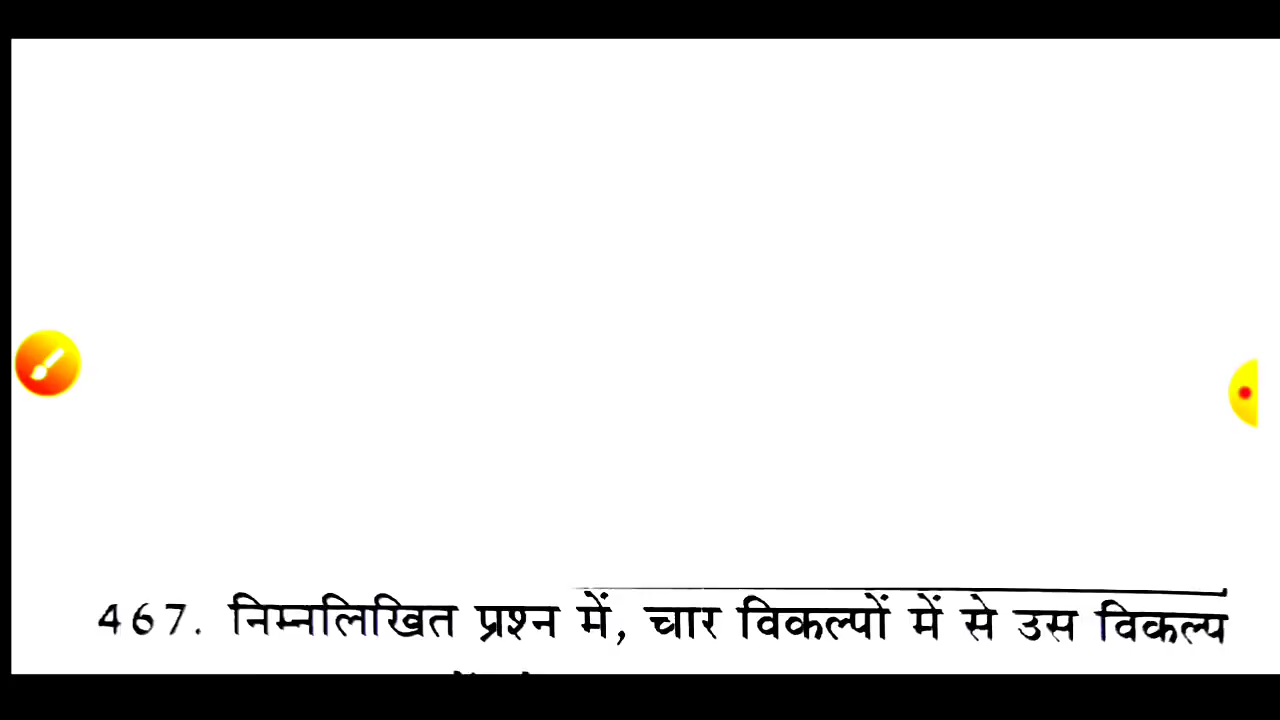 467. निम्नलिखित प्रश्न में, चार विकल्पों में से उस विकल्प